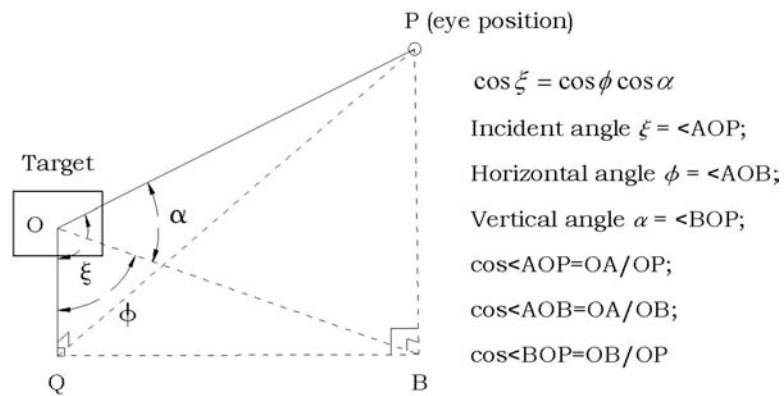 P (eye position)
cos ξ = cos ϕ cos α
Incident angle ξ = <AOP;
Target
Horizontal angle ϕ = <AOB;
O
α
Vertical angle α = <BOP;
ξ
cos<AOP=OA/OP;
ϕ
cos<AOB=OA/OB;
cos<BOP=OB/OP
Q
B